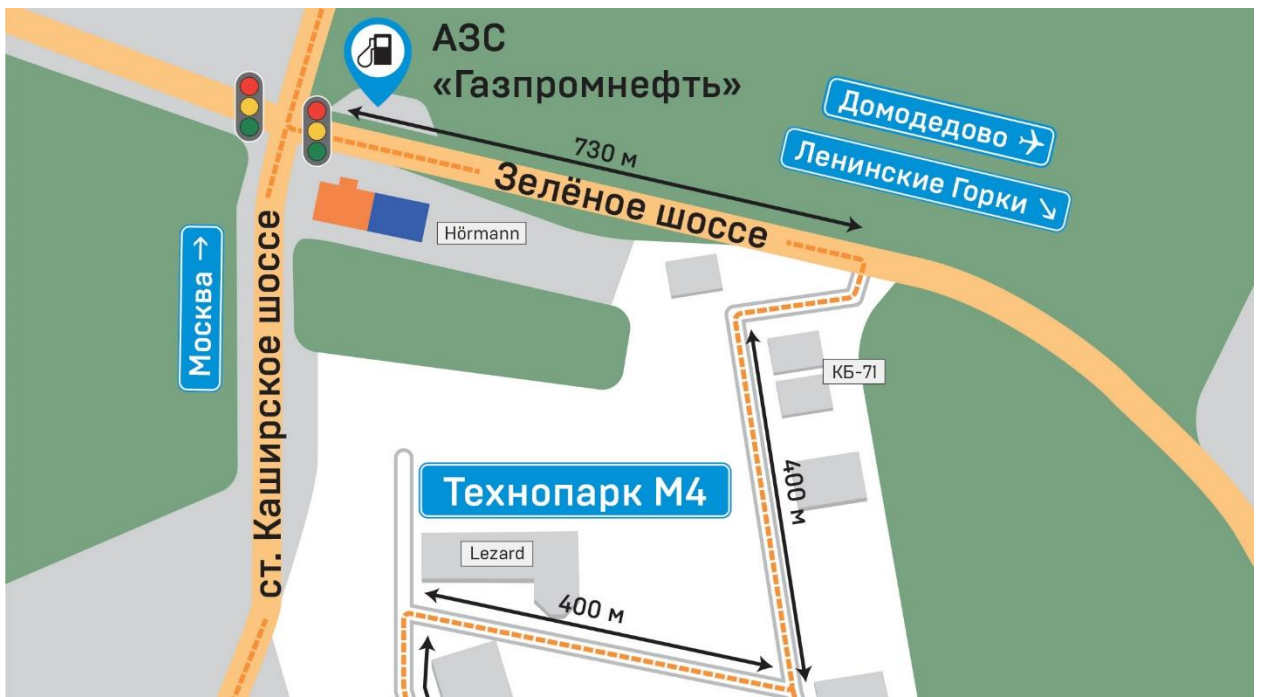 АЗС
«Газпромнефть»
730 м
Домодедово
Ленинские Горки
Зелёное шоссе
Москва
ст. Каширское шоссе
Hörmann
КБ-71
400 м
Технопарк М4
Lezard
400 м